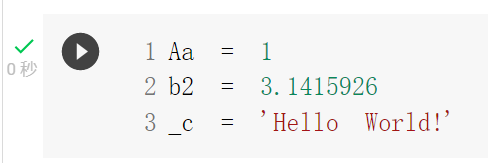 1 Aa = 1
2 b2 = 3.1415926
3 _c = 'Hello World!'
0 秒